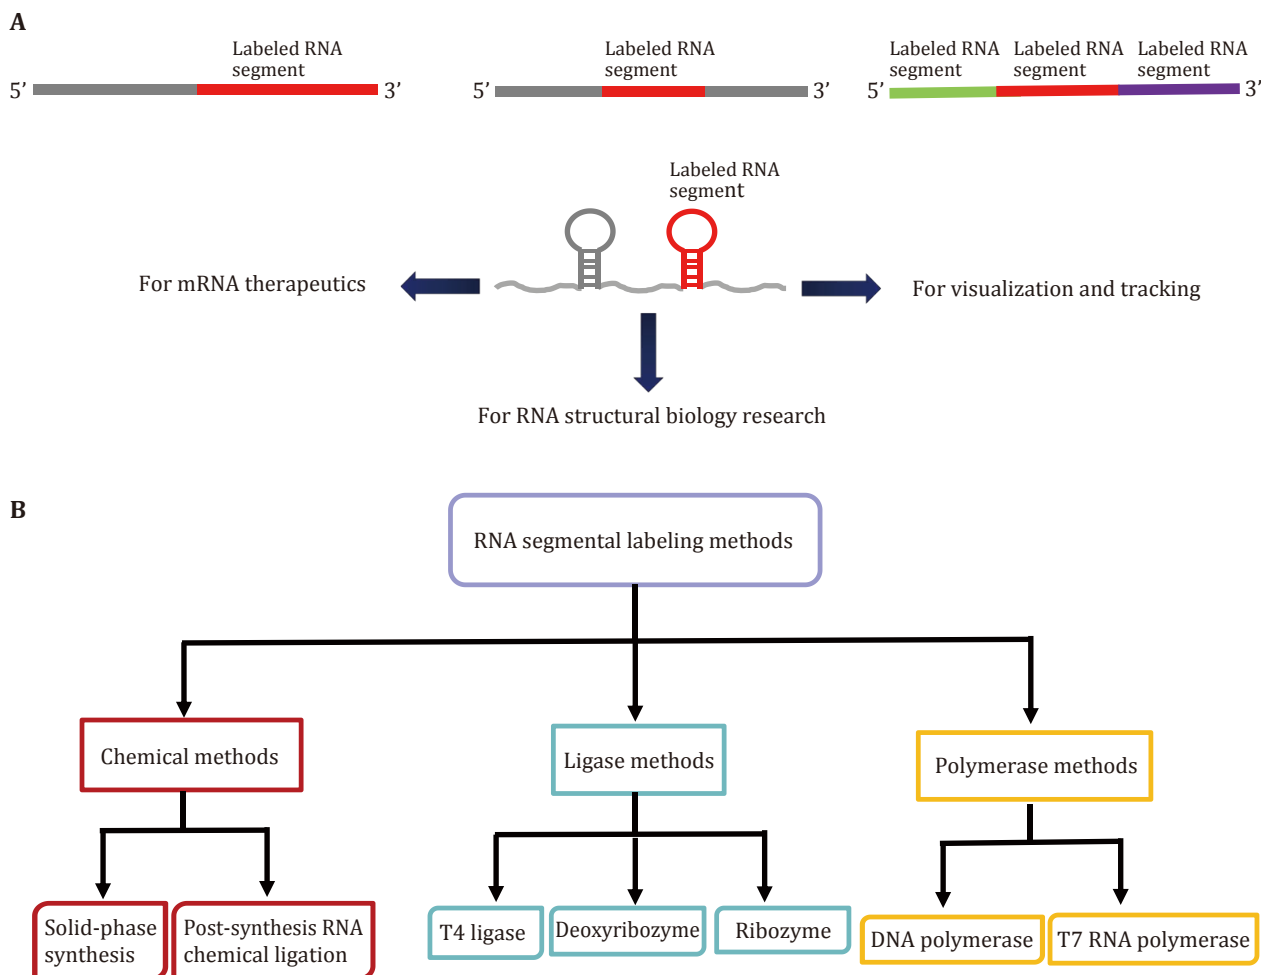 A
Labeled RNA
segment
5’
3’
Labeled RNA
segment
5’
3’
Labeled RNA
segment
Labeled RNA
segment
Labeled RNA
segment
5’
3’
Labeled RNA
segment
For mRNA therapeutics
For visualization and tracking
For RNA structural biology research
B
RNA segmental labeling methods
Chemical methods
Ligase methods
Polymerase methods
Solid-phase
synthesis
Post-synthesis RNA
chemical ligation
T4 ligase
Deoxyribozyme
Ribozyme
DNA polymerase
T7 RNA polymerase